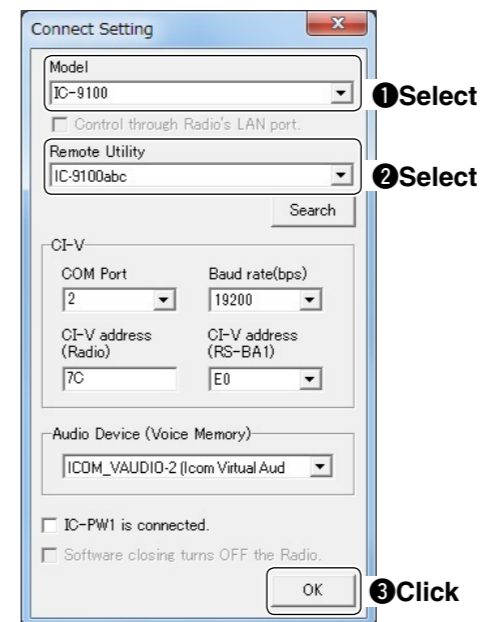 Connect Setting
Model
IC-9100
❶Select
Control through Radio's LAN port.
Remote Utility
IC-9100abc
❷Select
Search
CI-V
COM Port
Baud rate(bps)
2
19200
CI-V address
(Radio)
CI-V address
(RS-BA1)
7C
E0
Audio Device (Voice Memory)
ICOM_VAUDIO-2 (Icom Virtual Aud
IC-PW1 is connected.
Software closing turns OFF the Radio.
OK
❸Click